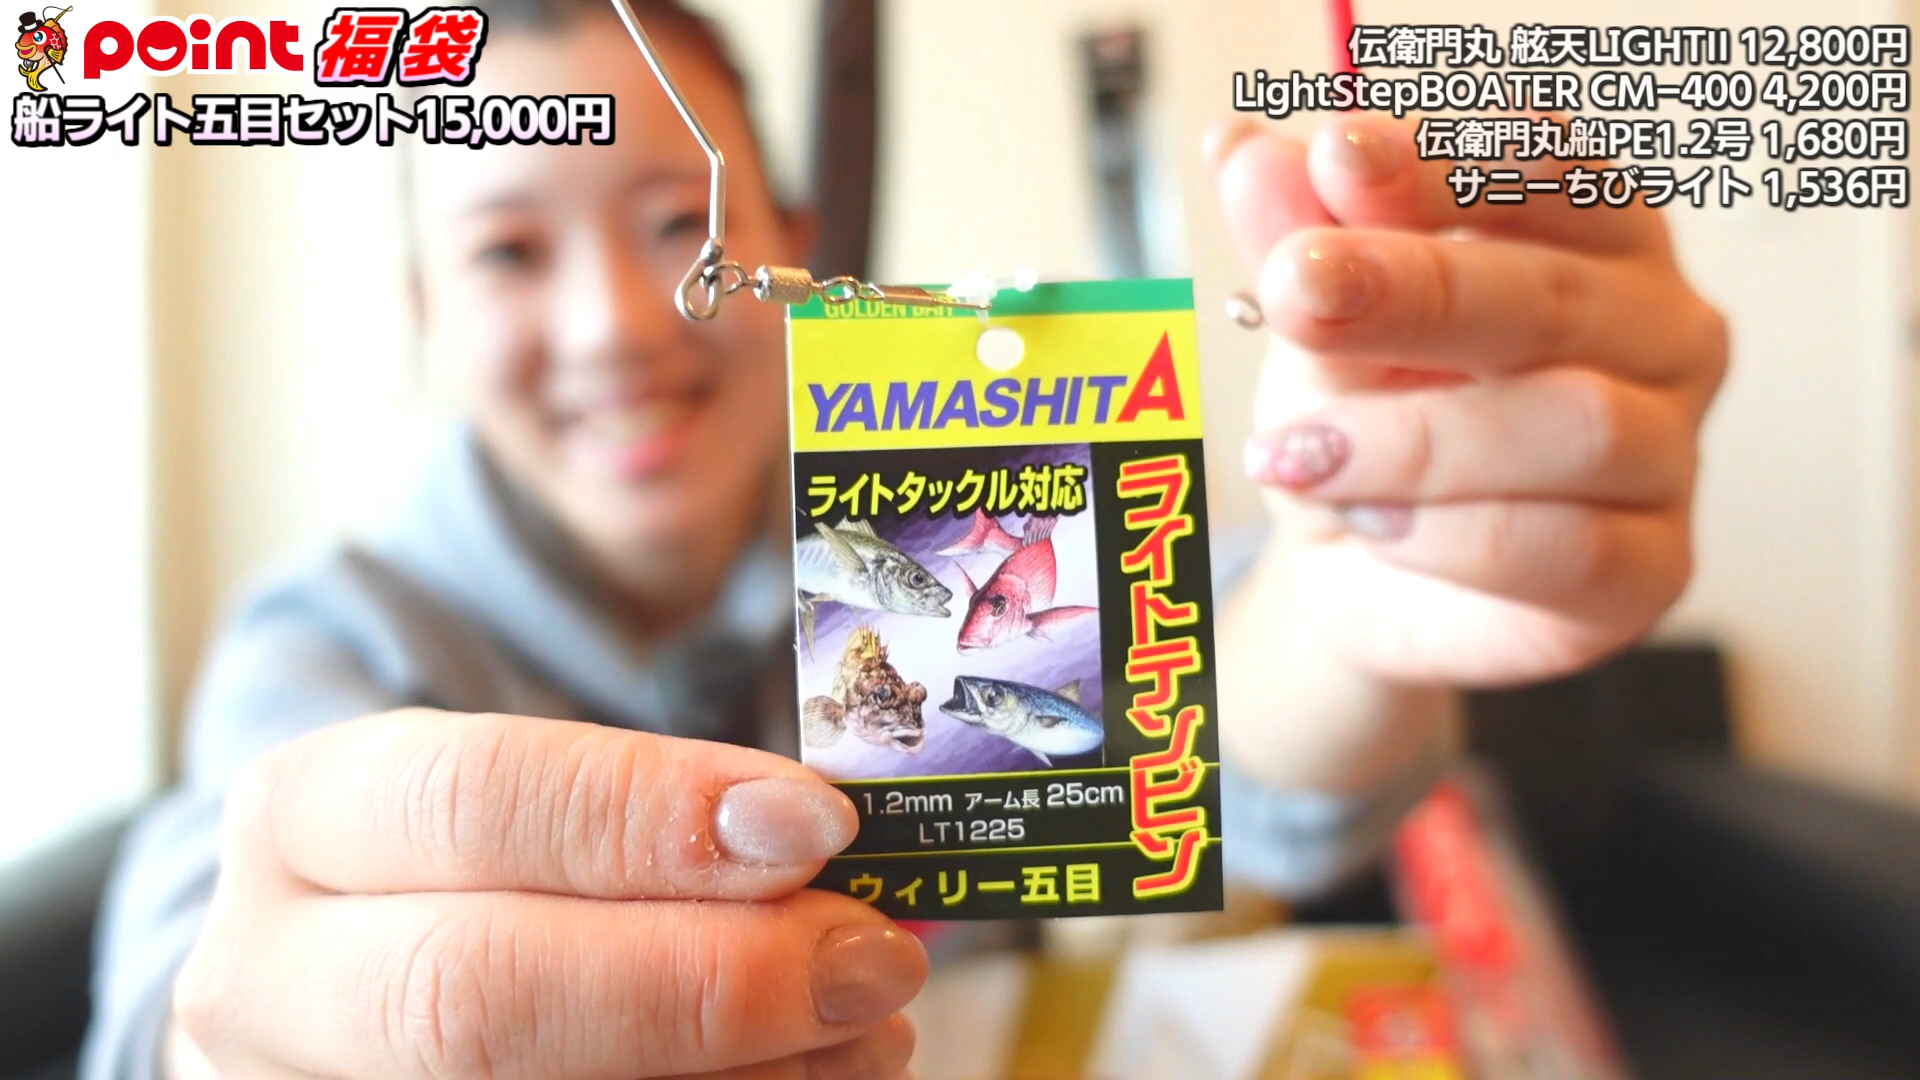 point 福袋
船ライト五目セット15,000円
伝衛門丸 舷天LIGHTII 12,800円
LightStepBOATER CM-400 4,200円
伝衛門丸船PE1.2号 1,680円
サニーちびライト 1,536円
GOLDEN BAIT
YAMASHITA
ライトタックル対応
ライトテンビン
1.2mm アーム長 25cm
LT1225
ウィリー五目